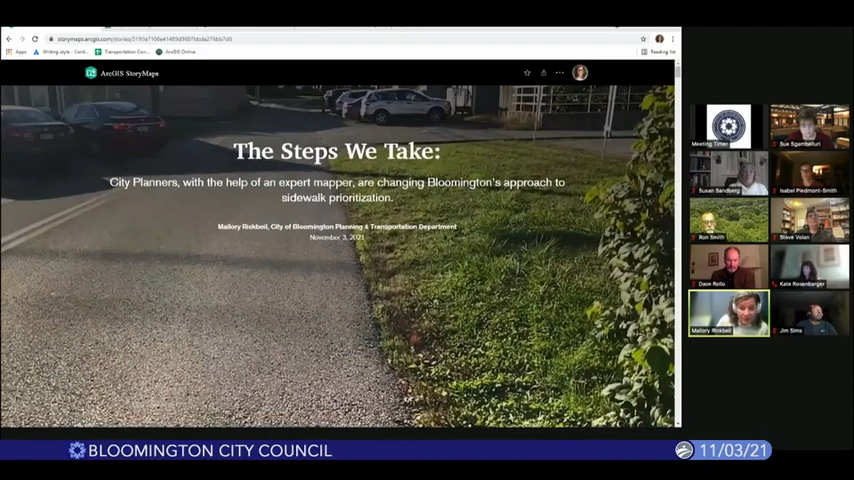 storymaps.arcgis.com/stories/
Reading list
Apps
Writing style - Cent...
Transportation Can...
ArcGIS Online
ArcGIS StoryMaps
The Steps We Take:
City Planners, with the help of an expert mapper, are changing Bloomington's approach to
sidewalk prioritization.
Mallory Rickbeil, City of Bloomington Planning & Transportation Department
November 3, 2021
Meeting Timer
Sue Sgambelluri
Susan Sandberg
Isabel Piedmont-Smith
Ron Smith
Steve Volan
Dave Rollo
Kate Rosenbarger
Mallory Rickbeil
Jim Sims
BLOOMINGTON CITY COUNCIL
11/03/21